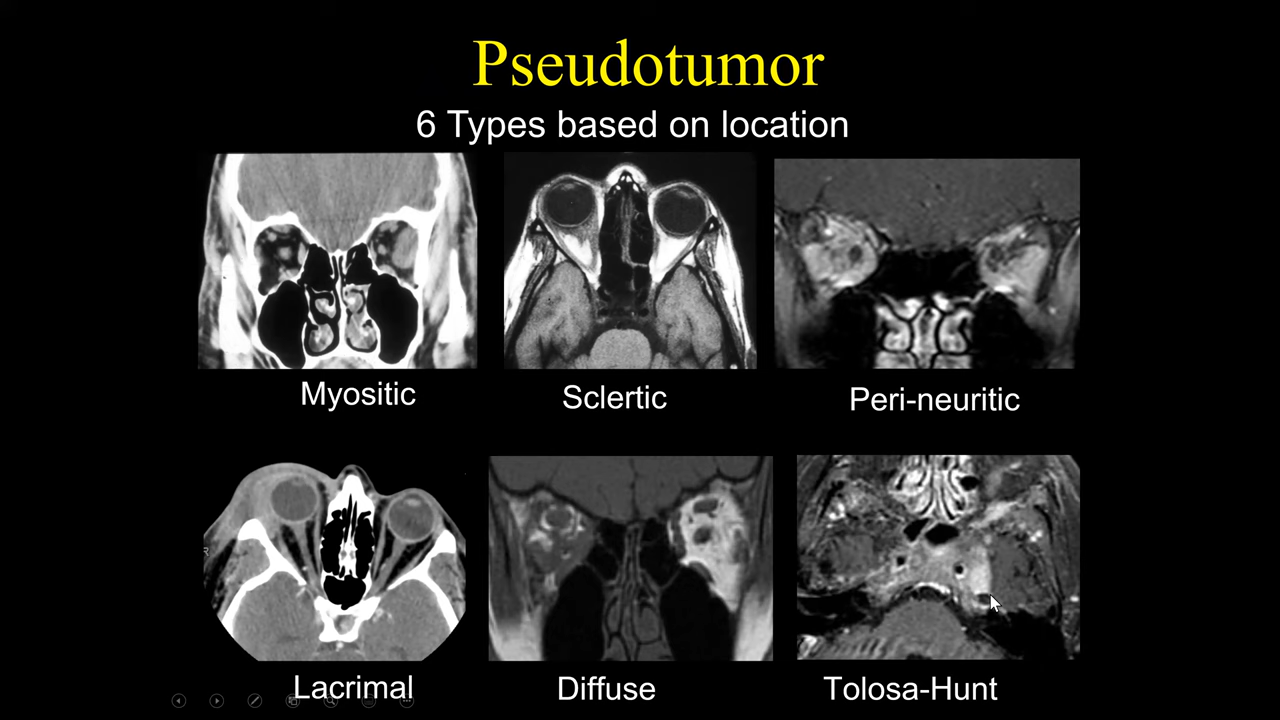 Pseudotumor
6 Types based on location
Myositic
Sclertic
Peri-neuritic
R
Lacrimal
Diffuse
Tolosa-Hunt